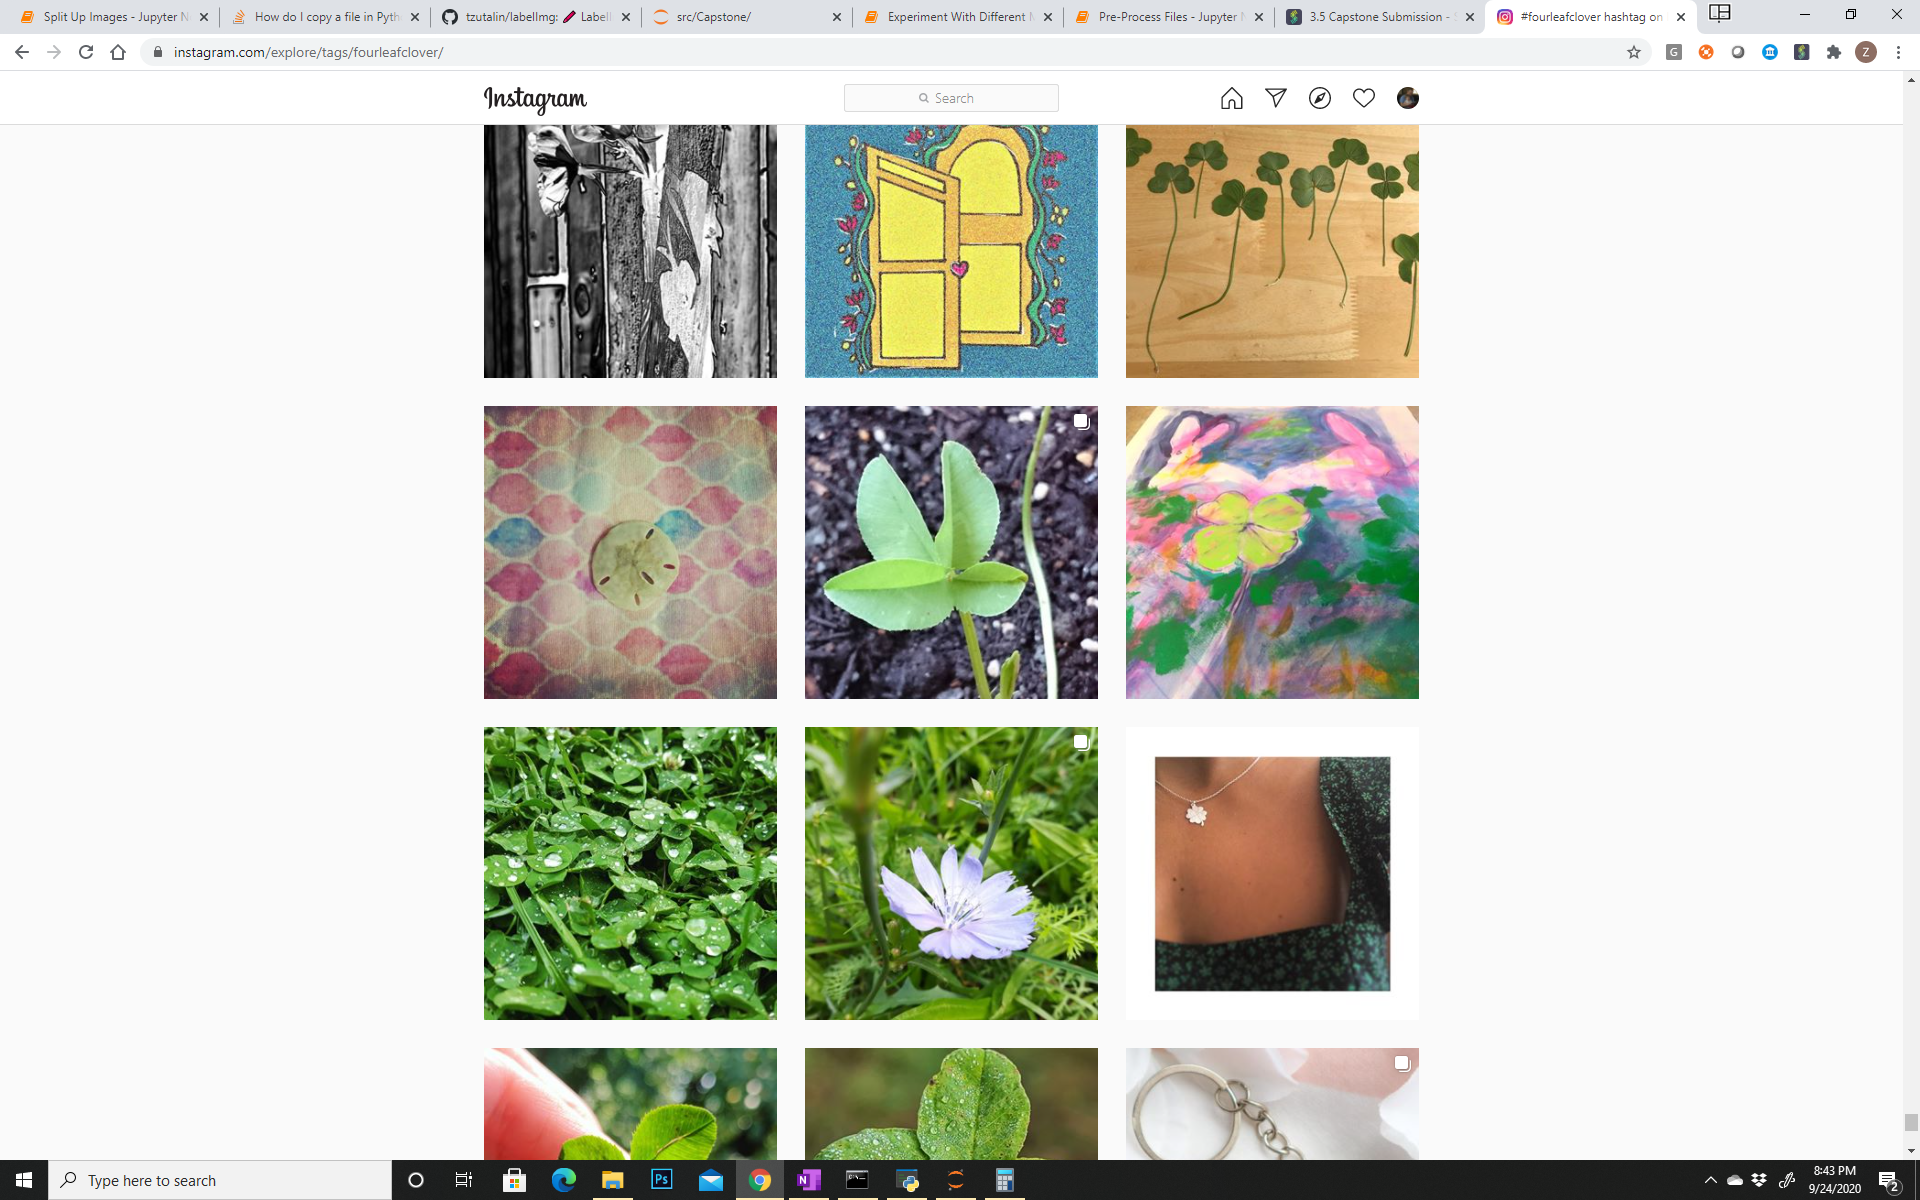 Split Up Images - Jupyter N
How do I copy a file in Pyth
tzutalin/labelImg: Label
src/Capstone/
Experiment With Different M
Pre-Process Files - Jupyter N
3.5 Capstone Submission - S
#fourleafclover hashtag on
instagram.com/explore/tags/fourleafclover/
G
Z
Instagram
Search
Type here to search
Ps
N
8:43 PM
9/24/2020
2